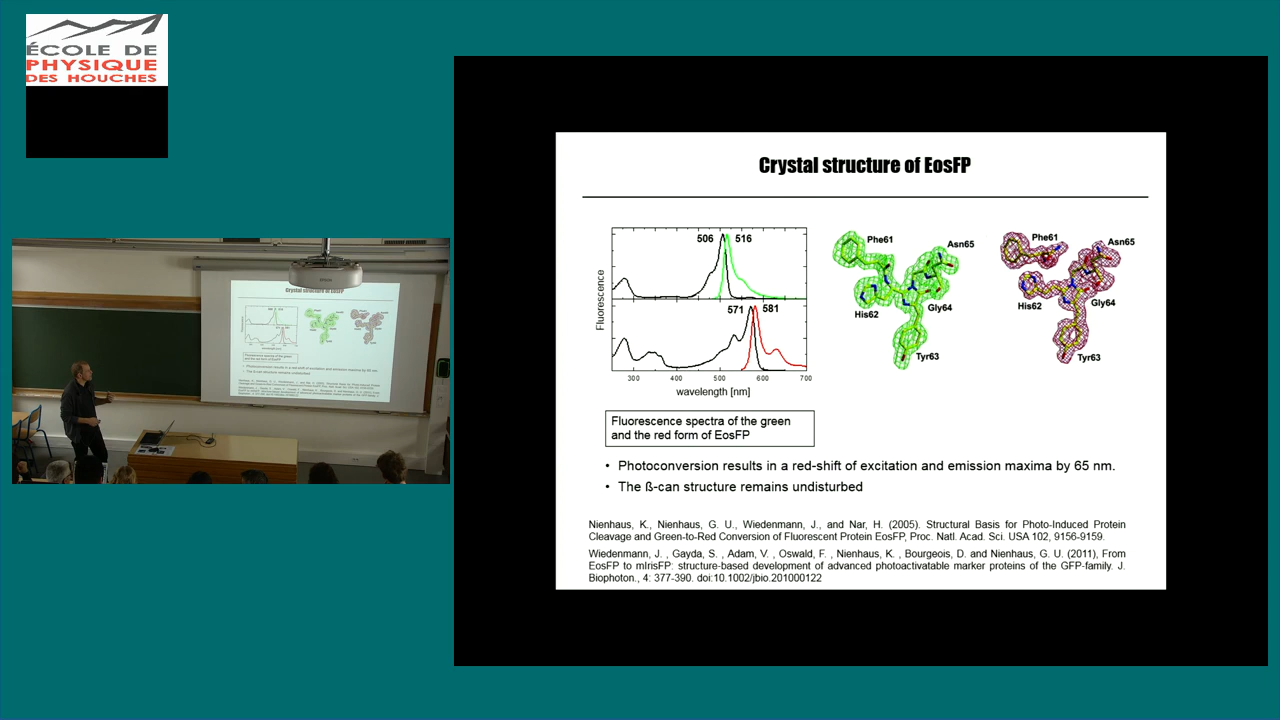 ÉCOLE DE
PHYSIQUE
DES HOUCHES
Crystal structure of EosFP
506 516
571 581
Fluorescence
300 400 500 600 700
wavelength [nm]
Phe61 Asn65
His62 Gly64
Tyr63
Phe61 Asn65
His62 Gly64
Tyr63
Fluorescence spectra of the green
and the red form of EosFP
• Photoconversion results in a red-shift of excitation and emission maxima by 65 nm.
• The ß-can structure remains undisturbed
Nienhaus, K., Nienhaus, G. U., Wiedenmann, J., and Nar, H. (2005). Structural Basis for Photo-Induced Protein
Cleavage and Green-to-Red Conversion of Fluorescent Protein EosFP, Proc. Natl. Acad. Sci. USA 102, 9156-9159.
Wiedenmann, J. , Gayda, S. , Adam, V. , Oswald, F. , Nienhaus, K. , Bourgeois, D. and Nienhaus, G. U. (2011), From
EosFP to mIrisFP: structure-based development of advanced photoactivatable marker proteins of the GFP-family. J.
Biophoton., 4: 377-390. doi:10.1002/jbio.201000122
Crystal structure of EosFP